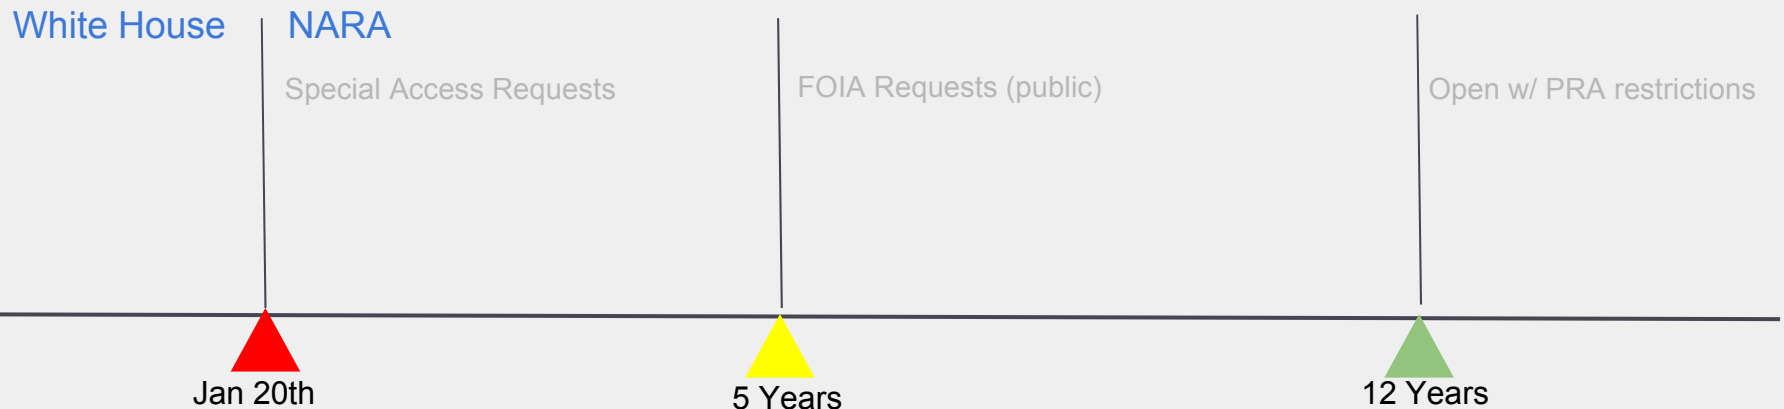 White House
NARA
Special Access Requests
FOIA Requests (public)
Open w/ PRA restrictions
Jan 20th
5 Years
12 Years